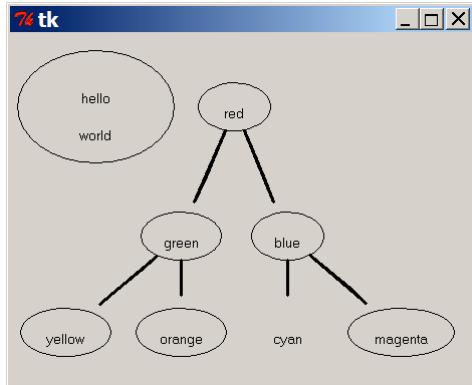 tk
hello
world
red
green
blue
yellow
orange
cyan
magenta